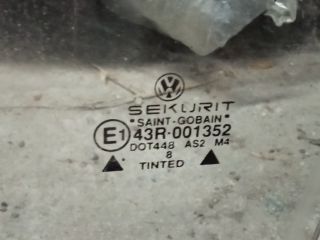 SEKURIT
"SAINT-GOBAIN"
E1 43R-001352
DOT448 AS2 M4
8
TINTED